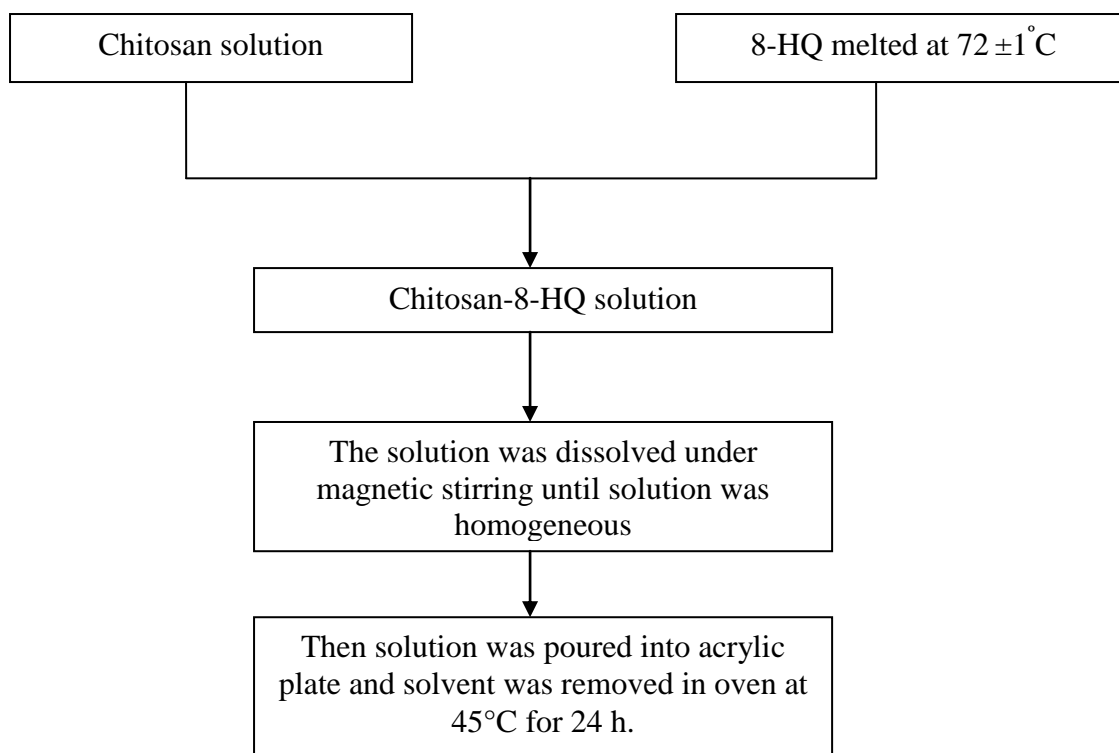 Chitosan solution
8-HQ melted at 72 ±1°C
Chitosan-8-HQ solution
The solution was dissolved under
magnetic stirring until solution was
homogeneous
Then solution was poured into acrylic
plate and solvent was removed in oven at
45°C for 24 h.